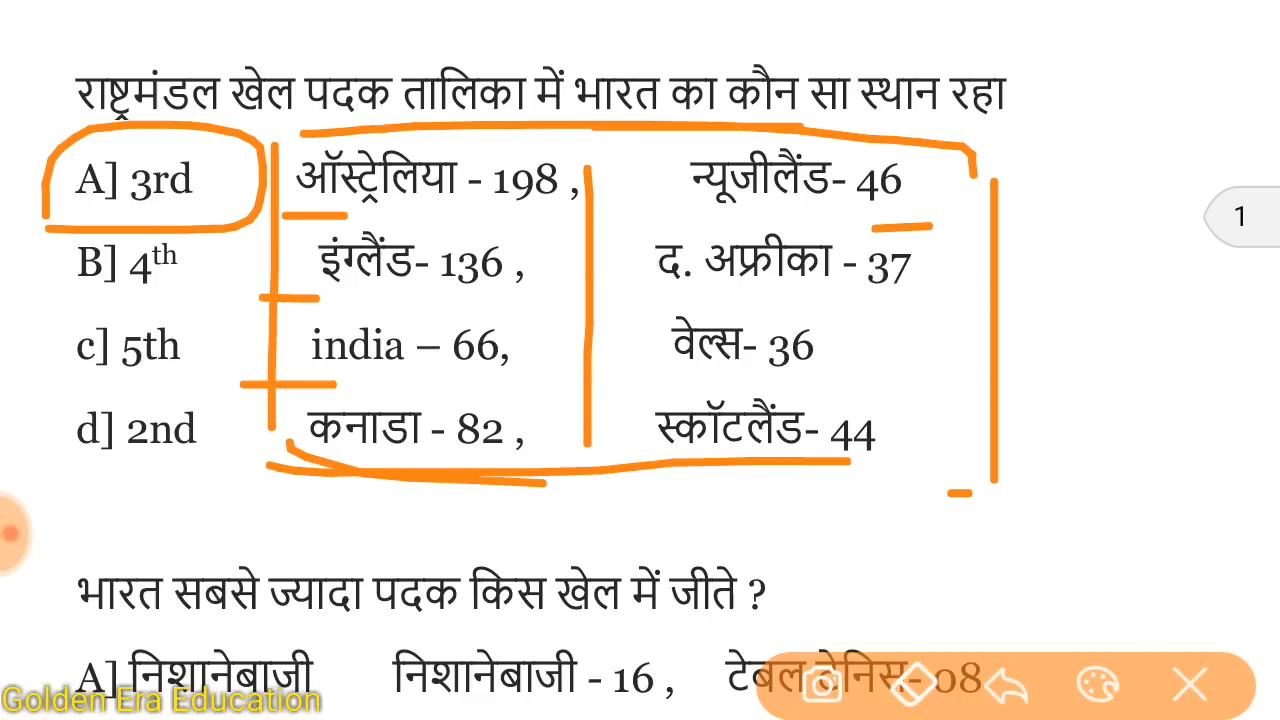 राष्ट्रमंडल खेल पदक तालिका में भारत का कौन सा स्थान रहा
A] 3rd ऑस्ट्रेलिया - 198 , न्यूजीलैंड- 46
B] 4th इंग्लैंड- 136 , द. अफ्रीका - 37
c] 5th india – 66, वेल्स- 36
d] 2nd कनाडा - 82 , स्कॉटलैंड- 44
भारत सबसे ज्यादा पदक किस खेल में जीते ?
A] निशानेबाजी निशानेबाजी - 16 , टेबल टेनिस- 08
Golden Era Education
1